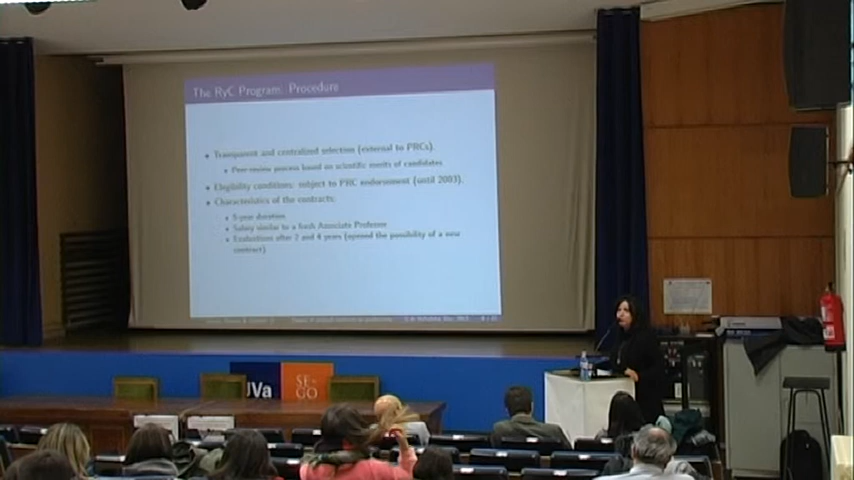 The RyC Program: Procedure
Transparent and centralized selection (external to PRCs).
Peer-review process based on scientific merits of candidates
Eligibility conditions: subject to PRC endorsement (until 2003).
Characteristics of the contracts:
5-year duration
Salary similar to a fresh Associate Professor
Evaluations after 2 and 4 years (opened the possibility of a new
contract)
UVa
SE-
GO